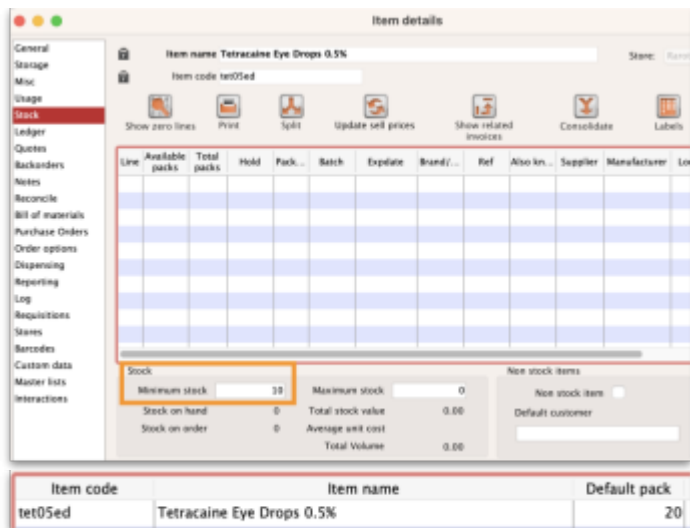 Item details
General
Storage
Misc
Usage
Stock
Ledger
Quotes
Backorders
Notes
Reconcile
Bill of materials
Purchase Orders
Order options
Dispensing
Reporting
Log
Requisitions
Stores
Barcodes
Custom data
Master lists
Interactions
Item name Tetracaine Eye Drops 0.5% Store:
Item code tet05ed
Show zero lines Print Split Update sell prices Show related invoices Consolidate Labels
Line Available packs Total packs Hold Pack... Batch Expdate Brand/... Ref Also kn... Supplier Manufacturer Lo
Stock Non stock items
Minimum stock 10 Maximum stock 0 Non stock item
Stock on hand 0 Total stock value 0.00 Default customer
Stock on order 0 Average unit cost
Total Volume 0.00
Item code Item name Default pack
tet05ed Tetracaine Eye Drops 0.5% 20